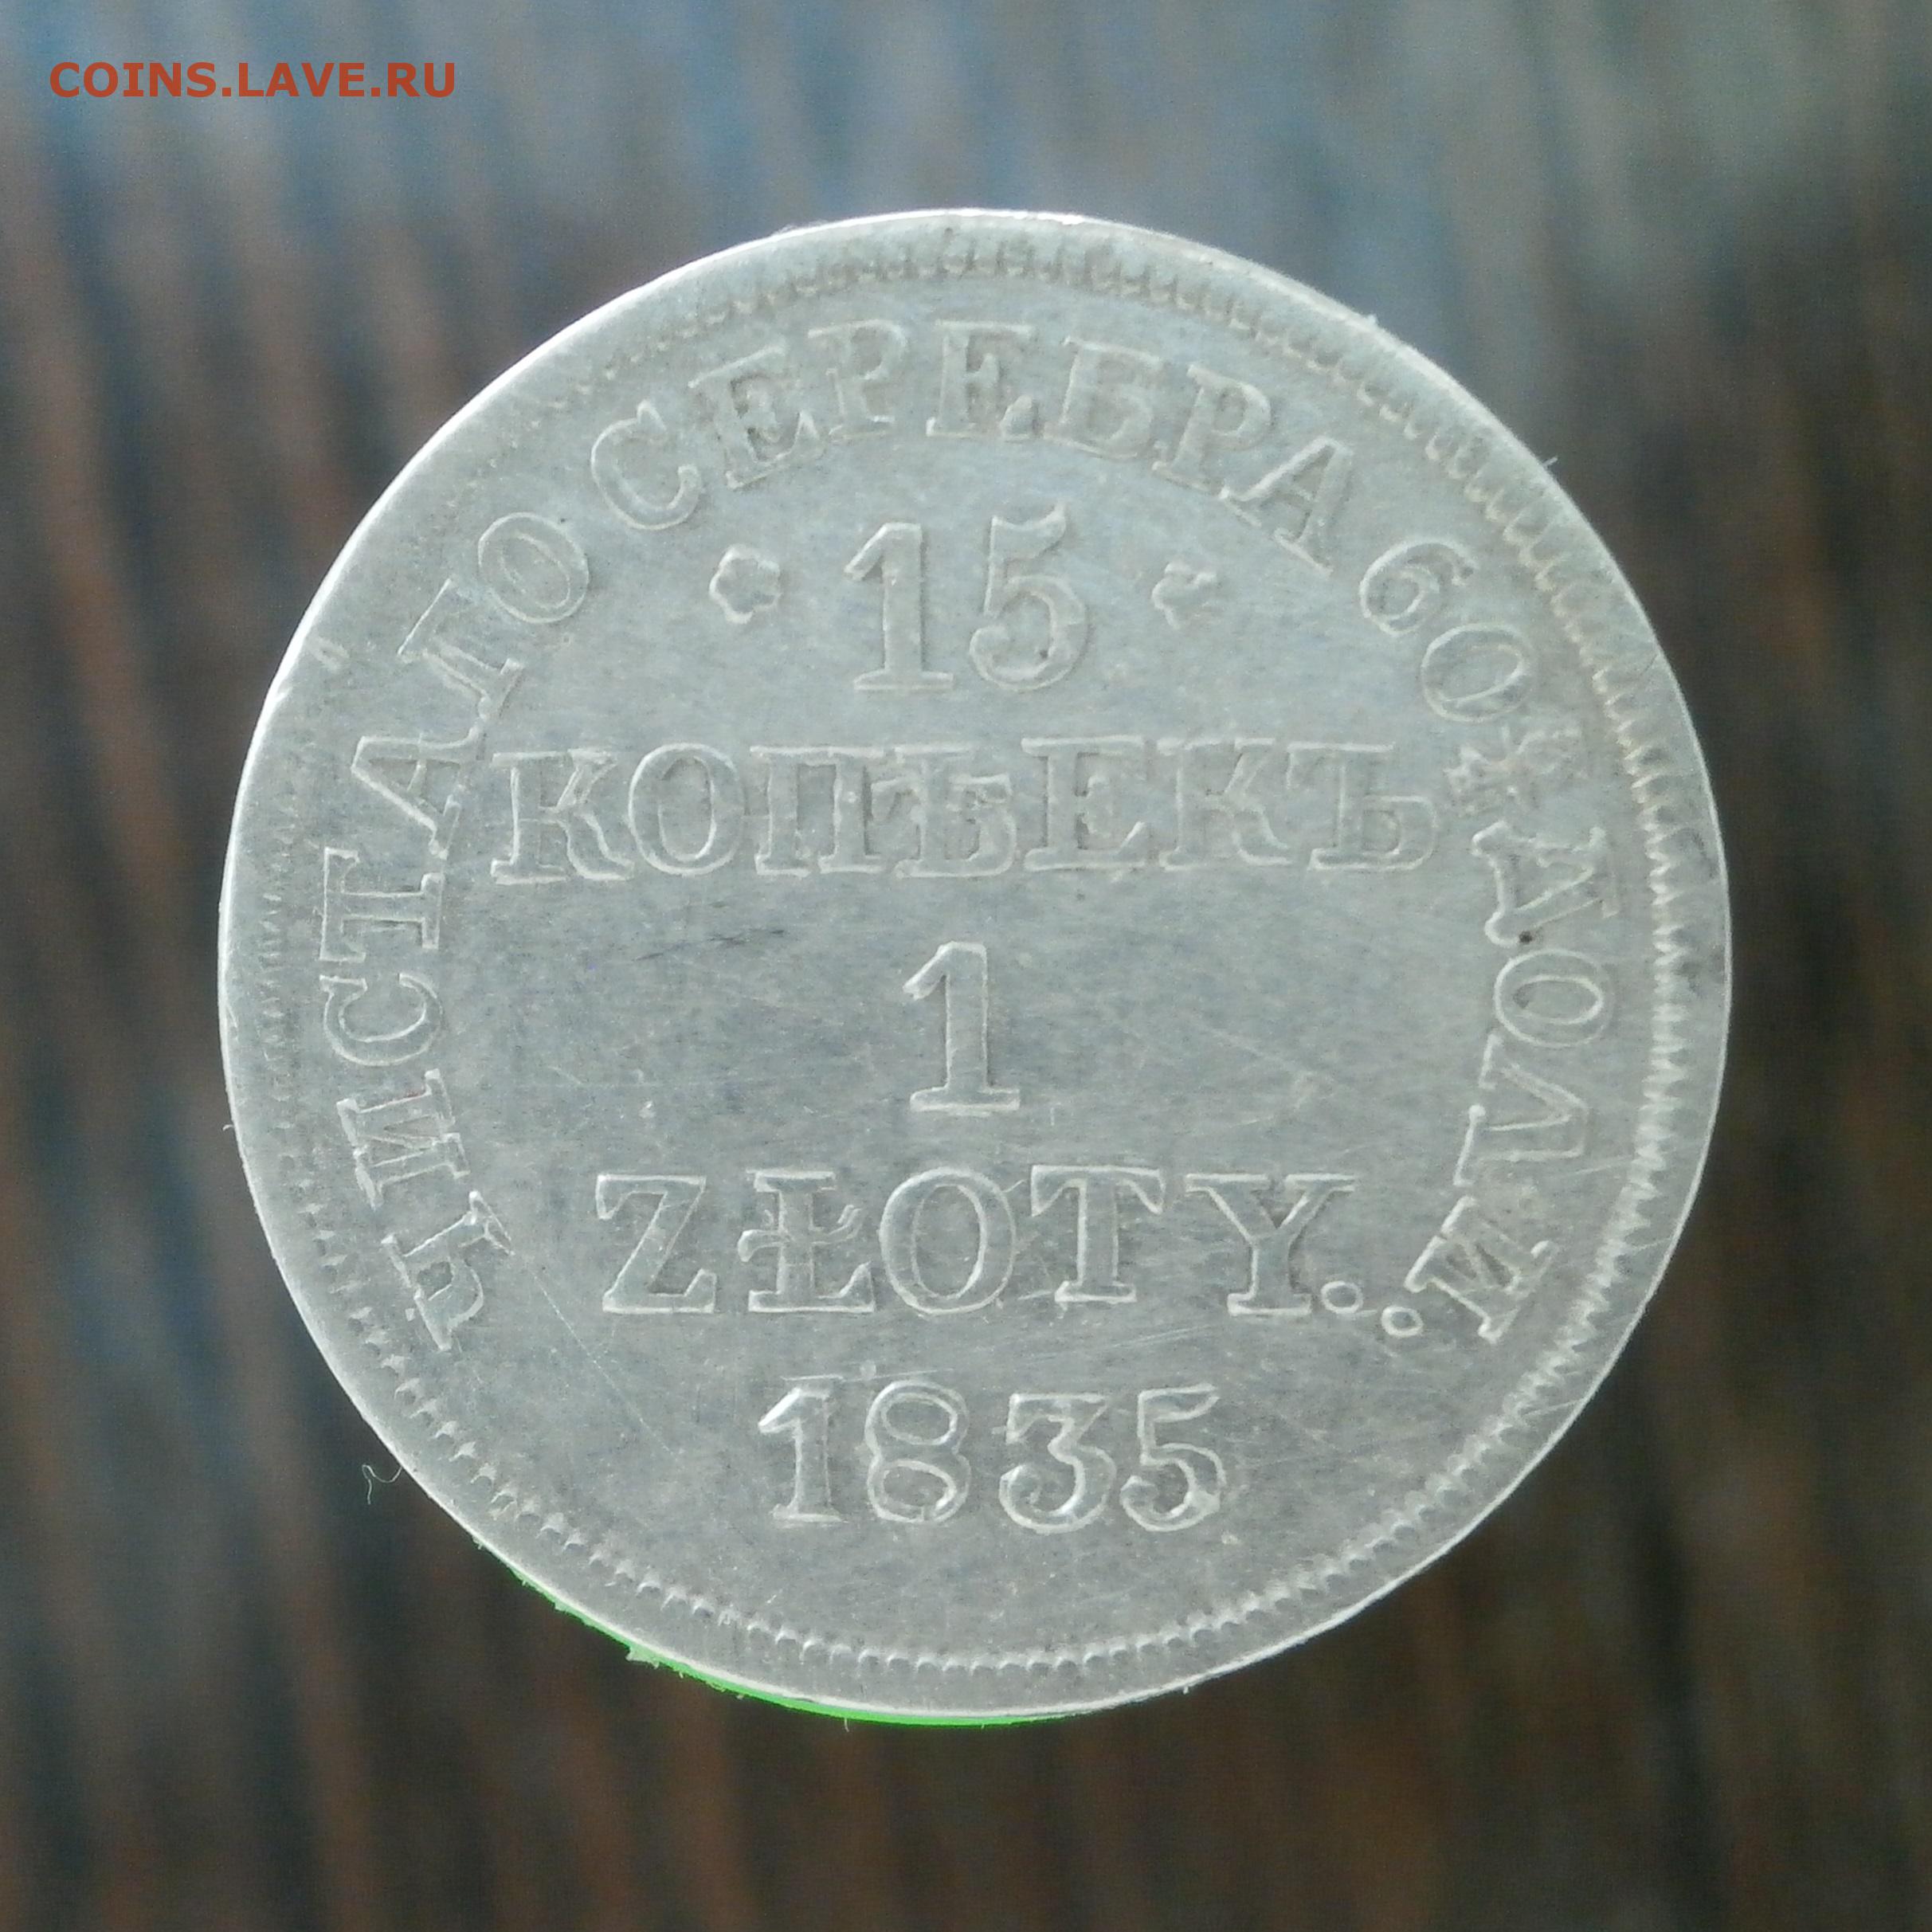 COINS.LAVE.RU
ЧИСТАГО СЕРЕБРА 60 ДОЛИ.
15
КОПѢЕКЪ
1
ZŁOTY.
1835